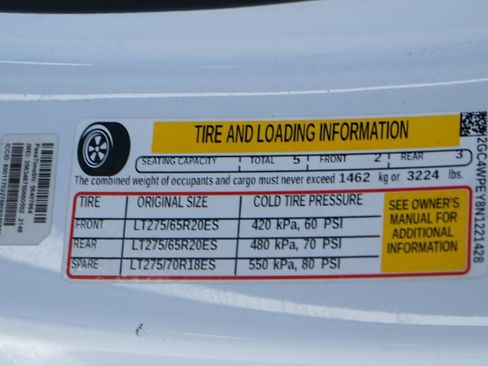 TIRE AND LOADING INFORMATION
SEATING CAPACITY TOTAL 5 FRONT 2 REAR 3
The combined weight of occupants and cargo must never exceed 1462 kg or 3224 lbs.
TIRE ORIGINAL SIZE COLD TIRE PRESSURE
FRONT LT275/65R20ES 420 kPa, 60 PSI
REAR LT275/65R20ES 480 kPa, 70 PSI
SPARE LT275/70R18ES 550 kPa, 80 PSI
SEE OWNER'S
MANUAL FOR
ADDITIONAL
INFORMATION
2GC4WPEY8N1221428